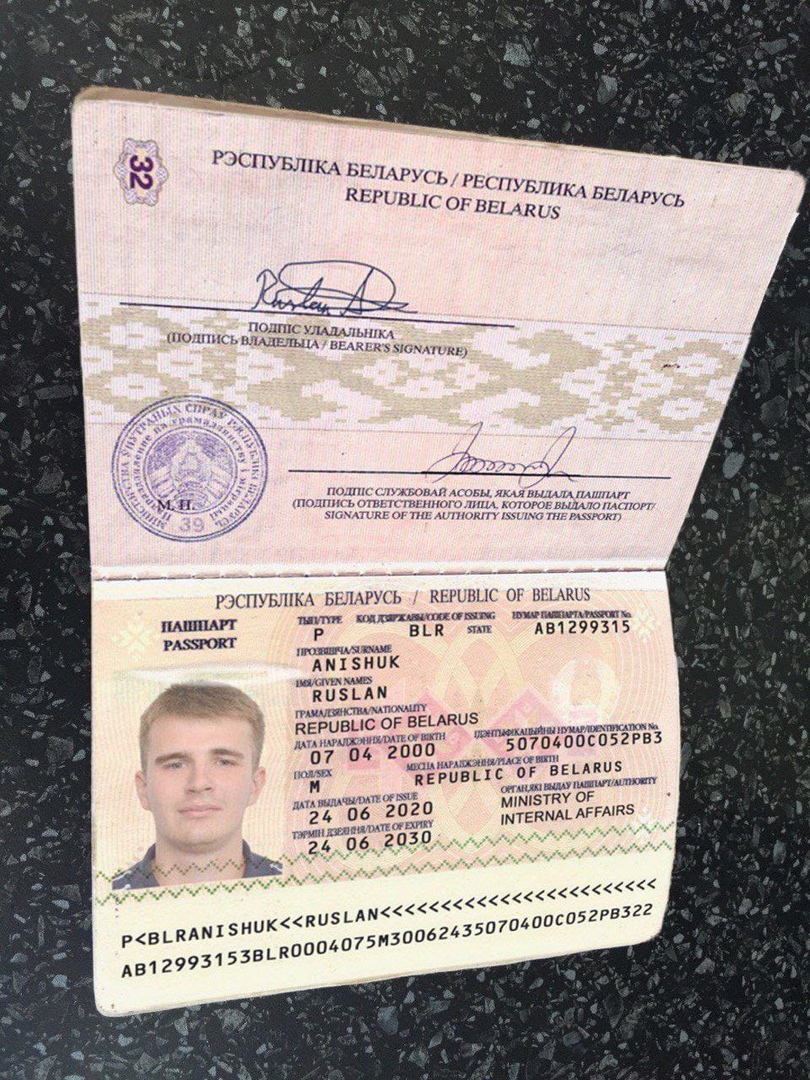 32
РЭСПУБЛІКА БЕЛАРУСЬ / РЕСПУБЛИКА БЕЛАРУСЬ
REPUBLIC OF BELARUS
Ruslan A
ПОДПІС УЛАДАЛЬНІКА
(ПОДПИСЬ ВЛАДЕЛЬЦА / BEARER'S SIGNATURE)
МІНІСТЭРСТВА ЎНУТРАНЫХ СПРАЎ РЭСПУБЛІКІ БЕЛАРУСЬ
М. П.
39
ПОДПІС СЛУЖБОВАЙ АСОБЫ, ЯКАЯ ВЫДАЛА ПАШПАРТ
(ПОДПИСЬ ОТВЕТСТВЕННОГО ЛИЦА, КОТОРОЕ ВЫДАЛО ПАСПОРТ/
SIGNATURE OF THE AUTHORITY ISSUING THE PASSPORT)
РЭСПУБЛІКА БЕЛАРУСЬ / REPUBLIC OF BELARUS
ПАШПАРТ
PASSPORT
ТЫП/TYPE КОД ДЗЯРЖАВЫ/CODE OF ISSUING STATE НУМАР ПАШПАРТА/PASSPORT No.
P BLR AB1299315
ПРОЗВІШЧА/SURNAME
ANISHUK
ІМЯ/GIVEN NAMES
RUSLAN
ГРАМАДЗЯНСТВА/NATIONALITY
REPUBLIC OF BELARUS
ДАТА НАРАДЖЭННЯ/DATE OF BIRTH ІДЭНТЫФІКАЦЫЙНЫ НУМАР/IDENTIFICATION No.
07 04 2000 5070400C052PB3
ПОЛ/SEX МЕСЦА НАРАДЖЭННЯ/PLACE OF BIRTH
M REPUBLIC OF BELARUS
ДАТА ВЫДАЧЫ/DATE OF ISSUE ОРГАН, ЯКІ ВЫДАЎ ПАШПАРТ/AUTHORITY
24 06 2020 MINISTRY OF
ТЭРМІН ДЗЕЯННЯ/DATE OF EXPIRY INTERNAL AFFAIRS
24 06 2030
P<BLRANISHUK<<RUSLAN<<<<<<<<<<<<<<<<<<<<<<<<
AB12993153BLR0004075M30062435070400C052PB322